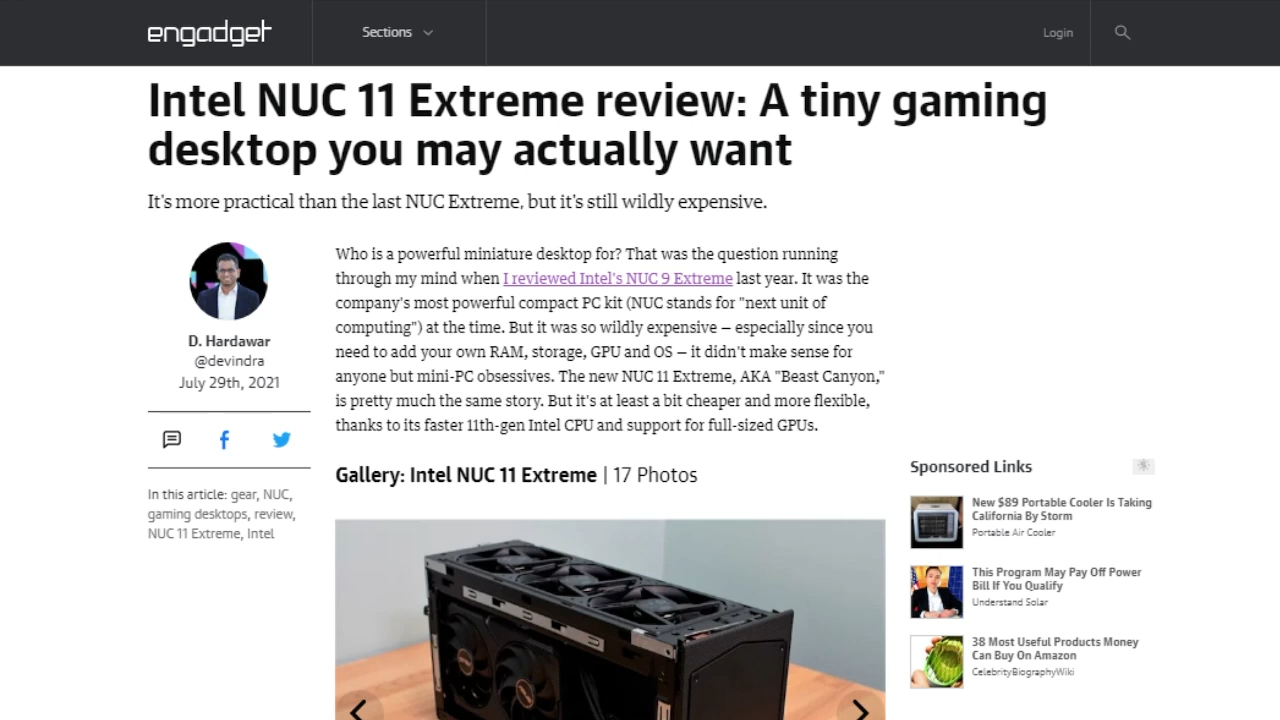 engadget
Sections
Login
Intel NUC 11 Extreme review: A tiny gaming
desktop you may actually want
It's more practical than the last NUC Extreme, but it's still wildly expensive.
D. Hardawar
@devindra
July 29th, 2021
In this article: gear, NUC,
gaming desktops, review,
NUC 11 Extreme, Intel
Who is a powerful miniature desktop for? That was the question running
through my mind when I reviewed Intel's NUC 9 Extreme last year. It was the
company's most powerful compact PC kit (NUC stands for "next unit of
computing") at the time. But it was so wildly expensive – especially since you
need to add your own RAM, storage, GPU and OS – it didn't make sense for
anyone but mini-PC obsessives. The new NUC 11 Extreme, AKA "Beast Canyon,"
is pretty much the same story. But it's at least a bit cheaper and more flexible,
thanks to its faster 11th-gen Intel CPU and support for full-sized GPUs.
Gallery: Intel NUC 11 Extreme | 17 Photos
Sponsored Links
New $89 Portable Cooler Is Taking
California By Storm
Portable Air Cooler
This Program May Pay Off Power
Bill If You Qualify
Understand Solar
38 Most Useful Products Money
Can Buy On Amazon
CelebrityBiographyWiki